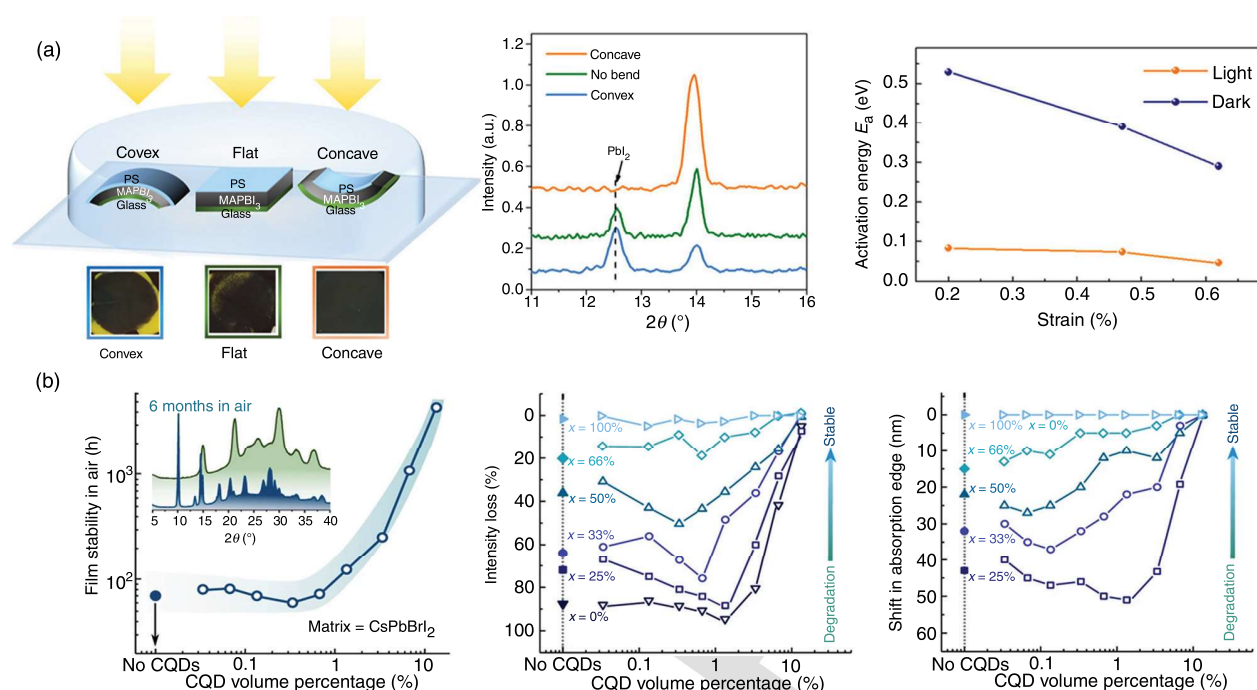 (a)
Covex
Flat
Concave
PS
MAPBI3
Glass
PS
MAPBI3
Glass
PS
MAPBI3
Glass
Convex
Flat
Concave
1.2
1.0
0.8
0.6
0.4
0.2
0.0
Intensity (a.u.)
Concave
No bend
Convex
PbI2
11
12
13
14
15
16
2θ (°)
0.5
0.4
0.3
0.2
0.1
0.0
Activation energy Ea (eV)
Light
Dark
0.2
0.3
0.4
0.5
0.6
Strain (%)
(b)
6 months in air
Film stability in air (h)
10³
10²
5
10
15
20
25
30
35
40
2θ (°)
Matrix = CsPbBrI2
No CQDs
0.1
1
10
CQD volume percentage (%)
0
20
40
60
80
100
Intensity loss (%)
x = 100%
x = 66%
x = 50%
x = 33%
x = 25%
x = 0%
Stable
Degradation
No CQDs
0.1
1
10
CQD volume percentage (%)
0
10
20
30
40
50
60
Shift in absorption edge (nm)
x = 100% x = 0%
x = 66%
x = 50%
x = 33%
x = 25%
Stable
Degradation
No CQDs
0.1
1
10
CQD volume percentage (%)